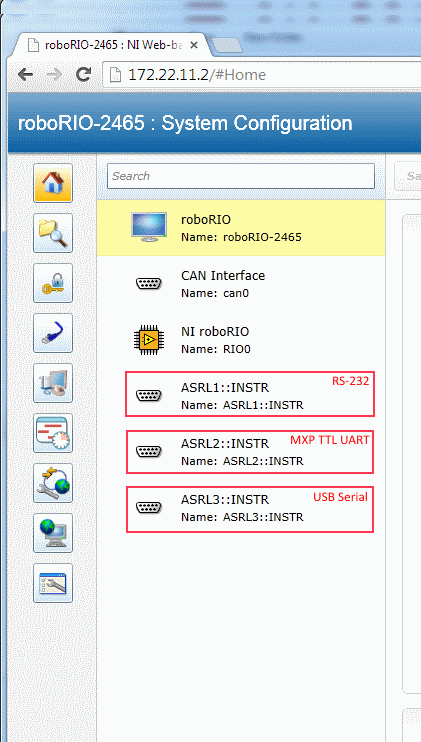 roboRIO-2465 : NI Web-ba
172.22.11.2/#Home
roboRIO-2465 : System Configuration
Search
Sa
roboRIO
Name: roboRIO-2465
CAN Interface
Name: can0
NI roboRIO
Name: RIO0
ASRL1::INSTR RS-232
Name: ASRL1::INSTR
ASRL2::INSTR MXP TTL UART
Name: ASRL2::INSTR
ASRL3::INSTR USB Serial
Name: ASRL3::INSTR